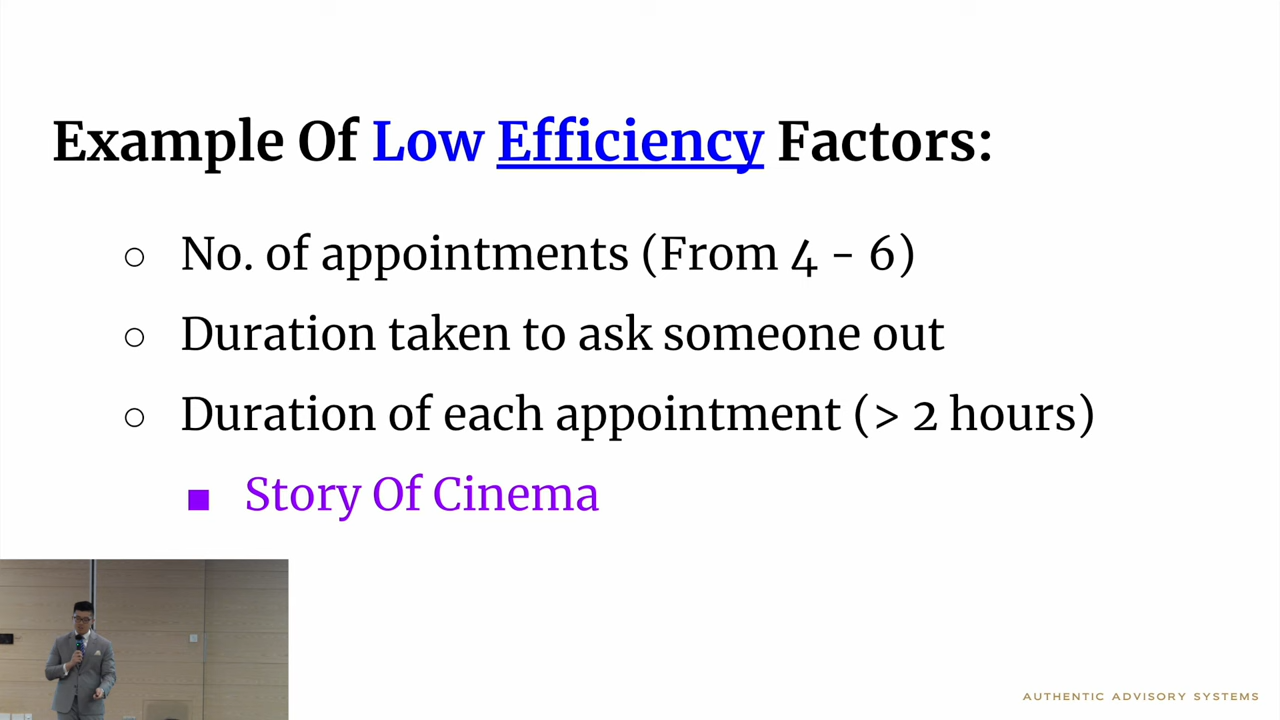 Example Of Low Efficiency Factors:
○ No. of appointments (From 4 - 6)
○ Duration taken to ask someone out
○ Duration of each appointment (> 2 hours)
■ Story Of Cinema
AUTHENTIC ADVISORY SYSTEMS